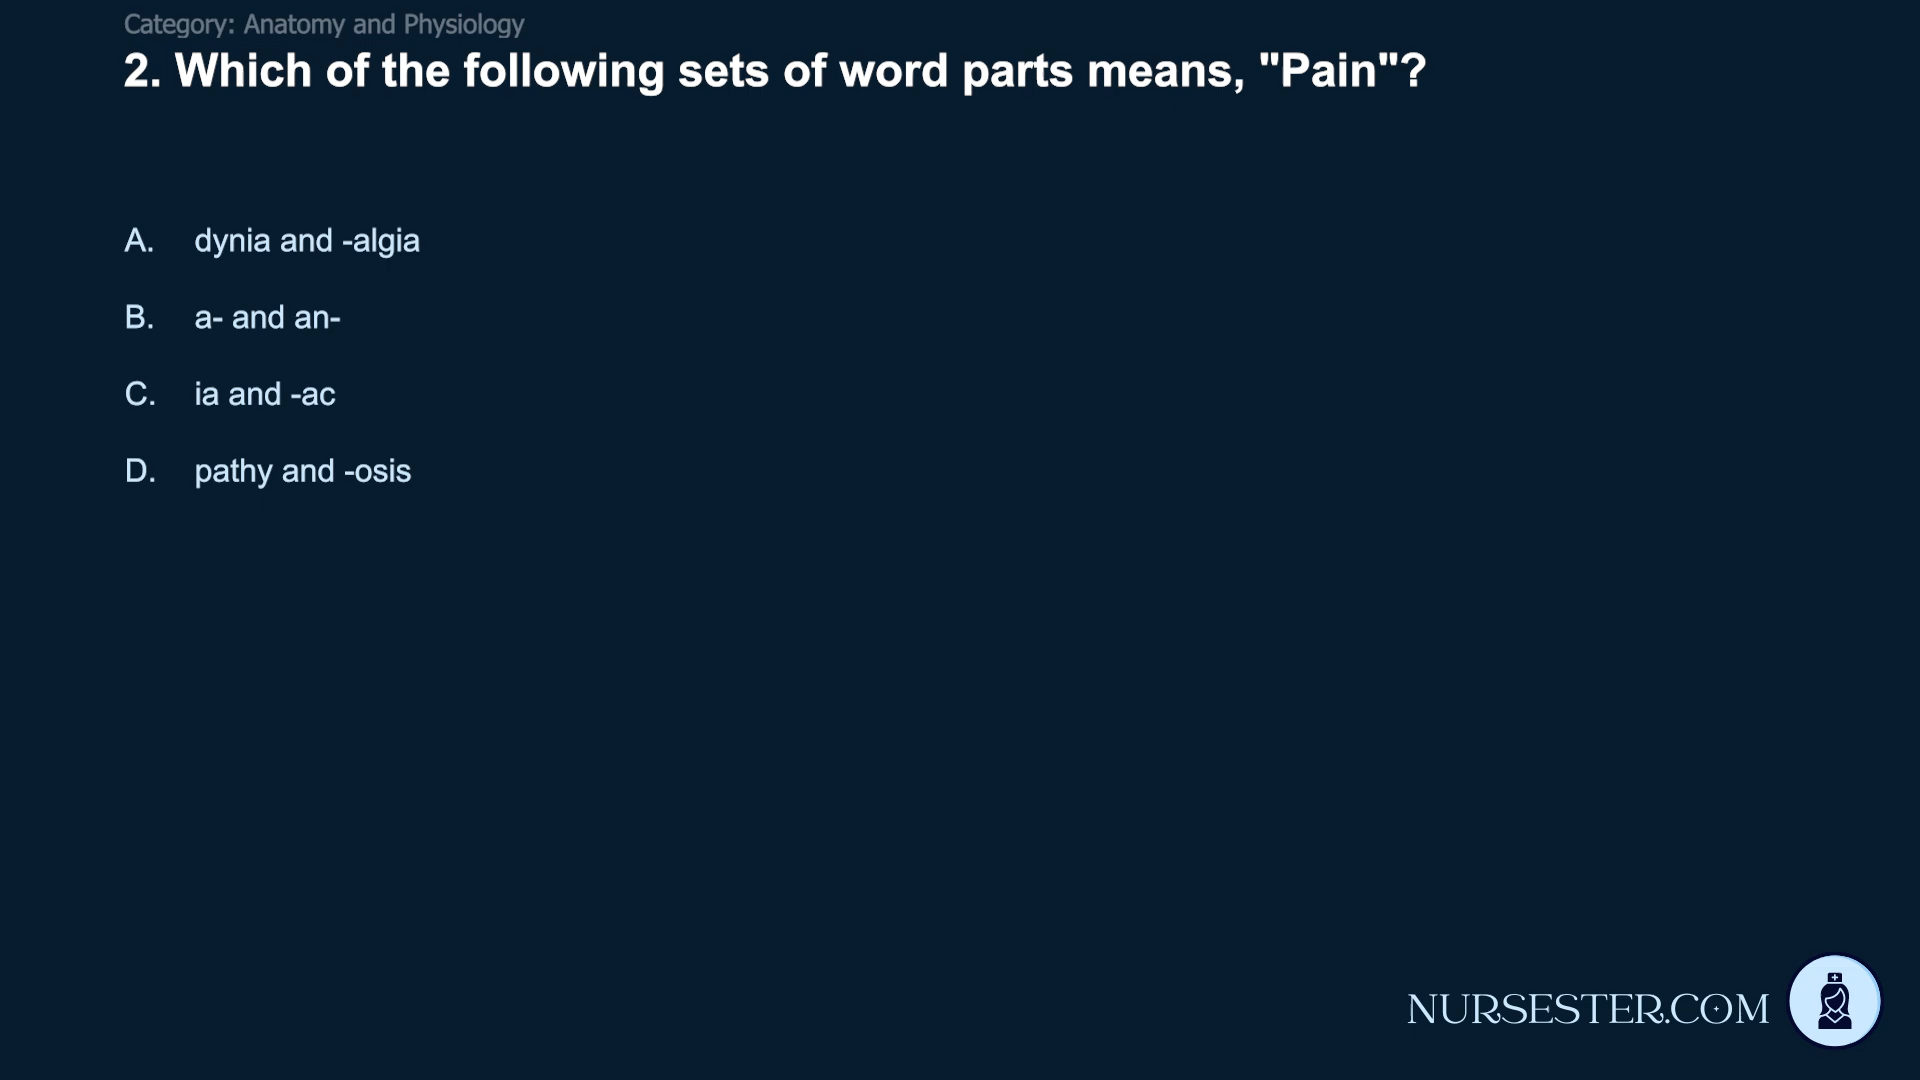 Category: Anatomy and Physiology
2. Which of the following sets of word parts means, "Pain"?
A. dynia and -algia
B. a- and an-
C. ia and -ac
D. pathy and -osis
NURSESTER.COM